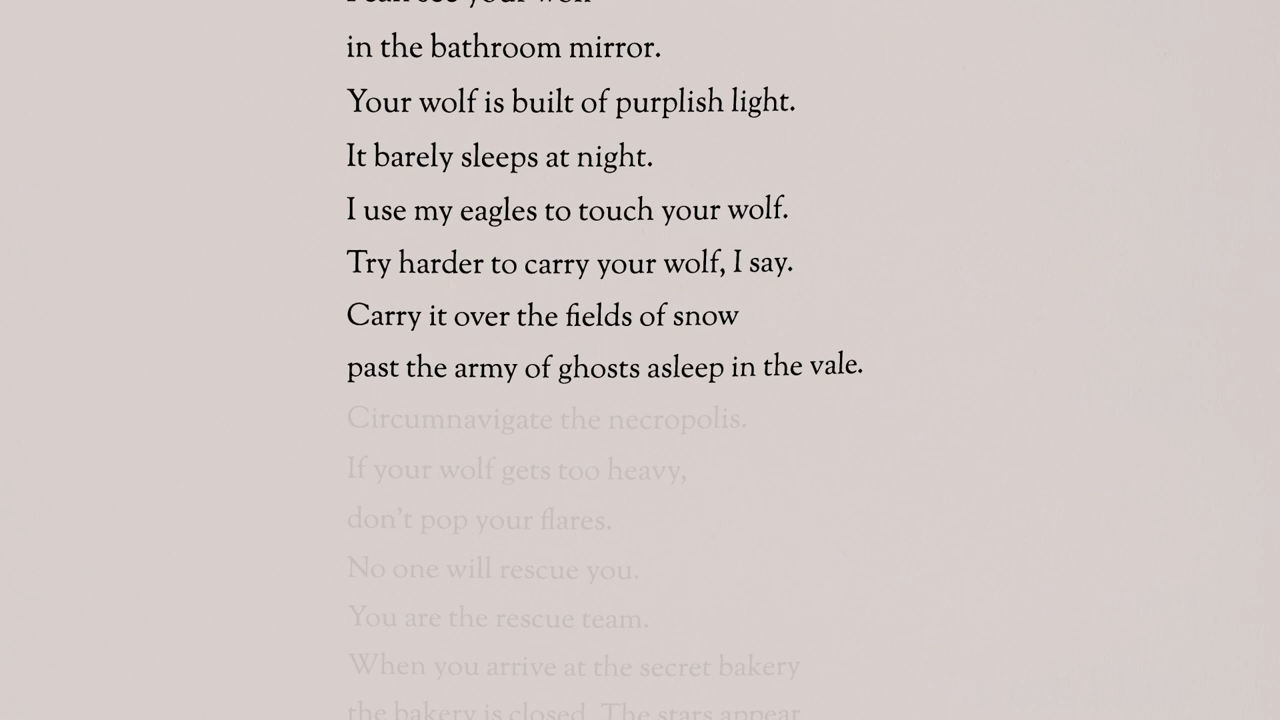 I can see your wolf
in the bathroom mirror.
Your wolf is built of purplish light.
It barely sleeps at night.
I use my eagles to touch your wolf.
Try harder to carry your wolf, I say.
Carry it over the fields of snow
past the army of ghosts asleep in the vale.
Circumnavigate the necropolis.
If your wolf gets too heavy,
don't pop your flares.
No one will rescue you.
You are the rescue team.
When you arrive at the secret bakery
the bakery is closed. The stars appear